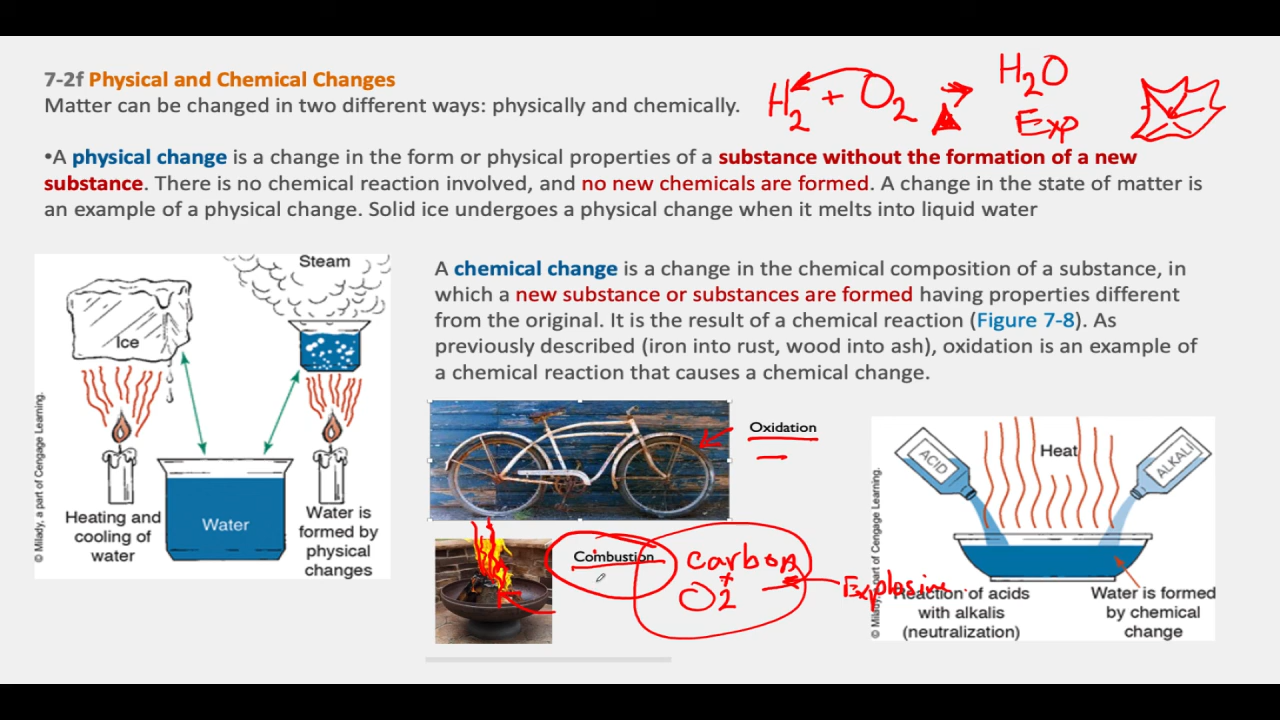 7-2f Physical and Chemical Changes
Matter can be changed in two different ways: physically and chemically.
H2 + O2 → H2O
Exp
•A physical change is a change in the form or physical properties of a substance without the formation of a new
substance. There is no chemical reaction involved, and no new chemicals are formed. A change in the state of matter is
an example of a physical change. Solid ice undergoes a physical change when it melts into liquid water
Steam
Ice
Water
Heating and
cooling of
water
Water is
formed by
physical
changes
© Milady, a part of Cengage Learning.
A chemical change is a change in the chemical composition of a substance, in
which a new substance or substances are formed having properties different
from the original. It is the result of a chemical reaction (Figure 7-8). As
previously described (iron into rust, wood into ash), oxidation is an example of
a chemical reaction that causes a chemical change.
Oxidation
Combustion
carbon
+
O2
Explosive
ACID
Heat
ALKALI
Reaction of acids
with alkalis
(neutralization)
Water is formed
by chemical
change
© Milady, a part of Cengage Learning.